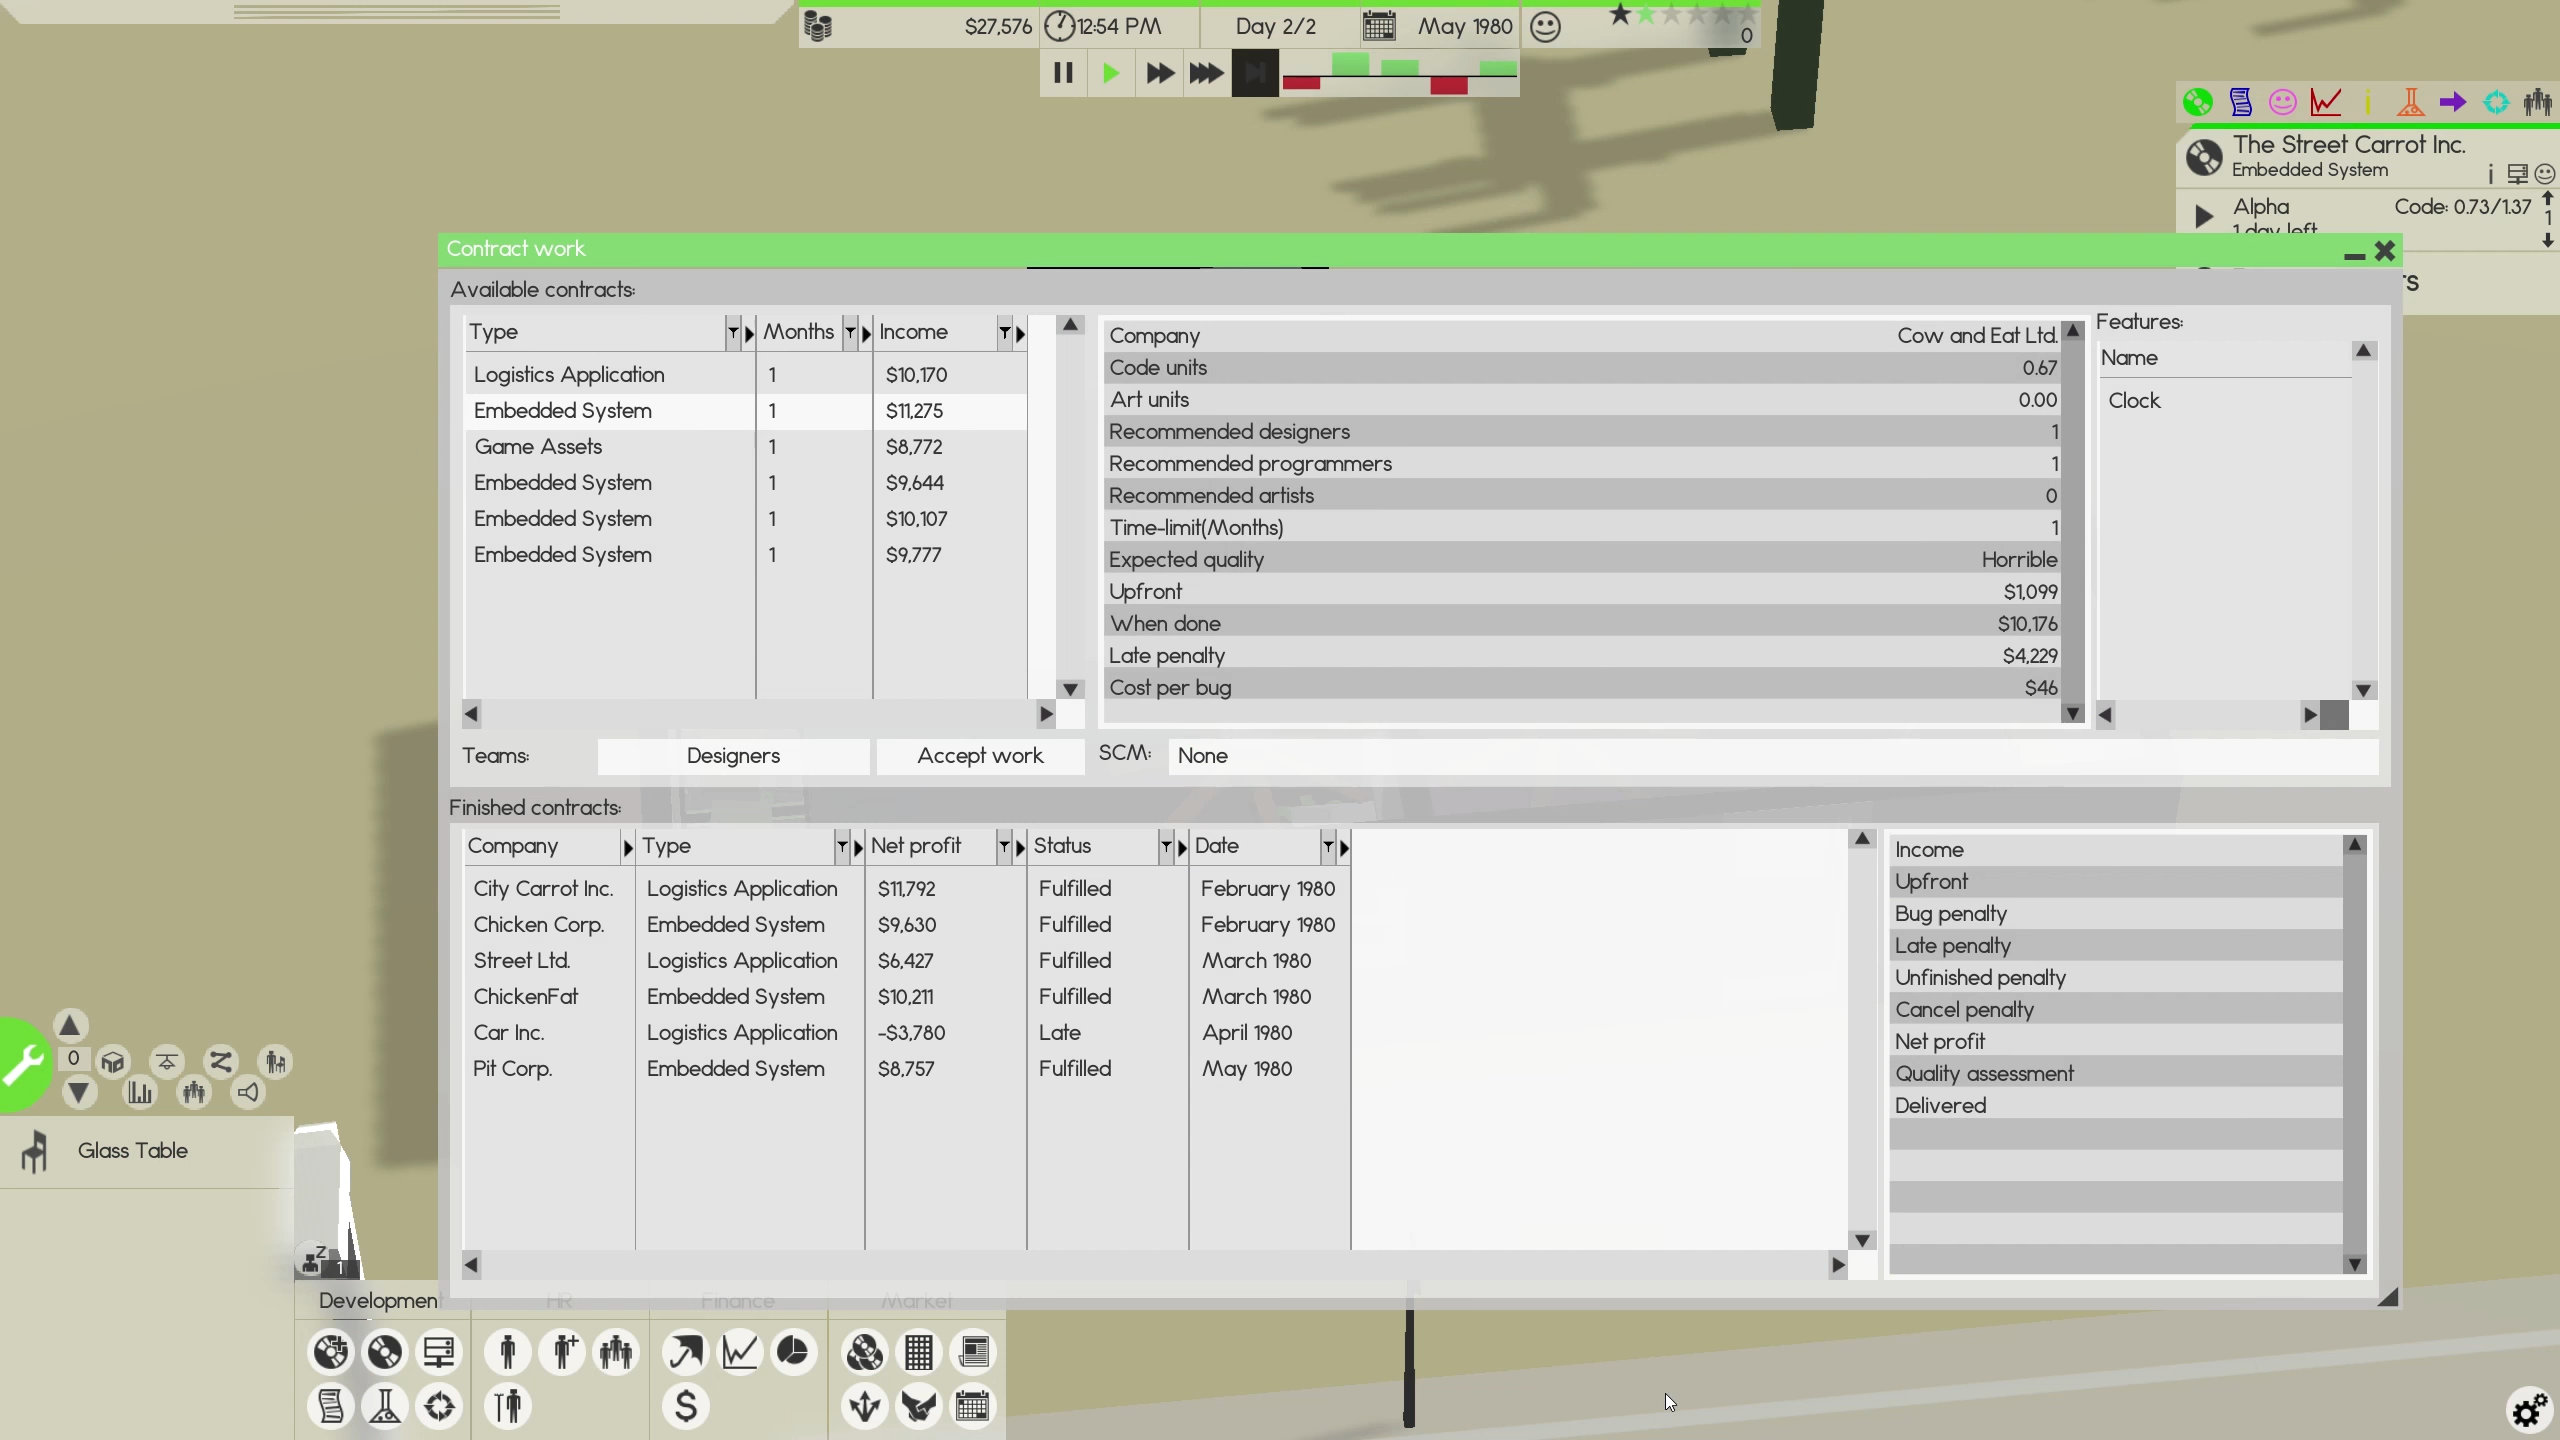 $27,576
12:54 PM
Day 2/2
May 1980
0
The Street Carrot Inc.
Embedded System
Alpha
Code: 0.73/1.37
1
1 day left
Contract work
Available contracts:
Type Months Income
Logistics Application 1 $10,170
Embedded System 1 $11,275
Game Assets 1 $8,772
Embedded System 1 $9,644
Embedded System 1 $10,107
Embedded System 1 $9,777
Company Cow and Eat Ltd.
Code units 0.67
Art units 0.00
Recommended designers 1
Recommended programmers 1
Recommended artists 0
Time-limit(Months) 1
Expected quality Horrible
Upfront $1,099
When done $10,176
Late penalty $4,229
Cost per bug $46
Features:
Name
Clock
Teams: Designers Accept work SCM: None
Finished contracts:
Company Type Net profit Status Date
City Carrot Inc. Logistics Application $11,792 Fulfilled February 1980
Chicken Corp. Embedded System $9,630 Fulfilled February 1980
Street Ltd. Logistics Application $6,427 Fulfilled March 1980
ChickenFat Embedded System $10,211 Fulfilled March 1980
Car Inc. Logistics Application -$3,780 Late April 1980
Pit Corp. Embedded System $8,757 Fulfilled May 1980
Income
Upfront
Bug penalty
Late penalty
Unfinished penalty
Cancel penalty
Net profit
Quality assessment
Delivered
0
Glass Table
z
1
Development HR Finance Market